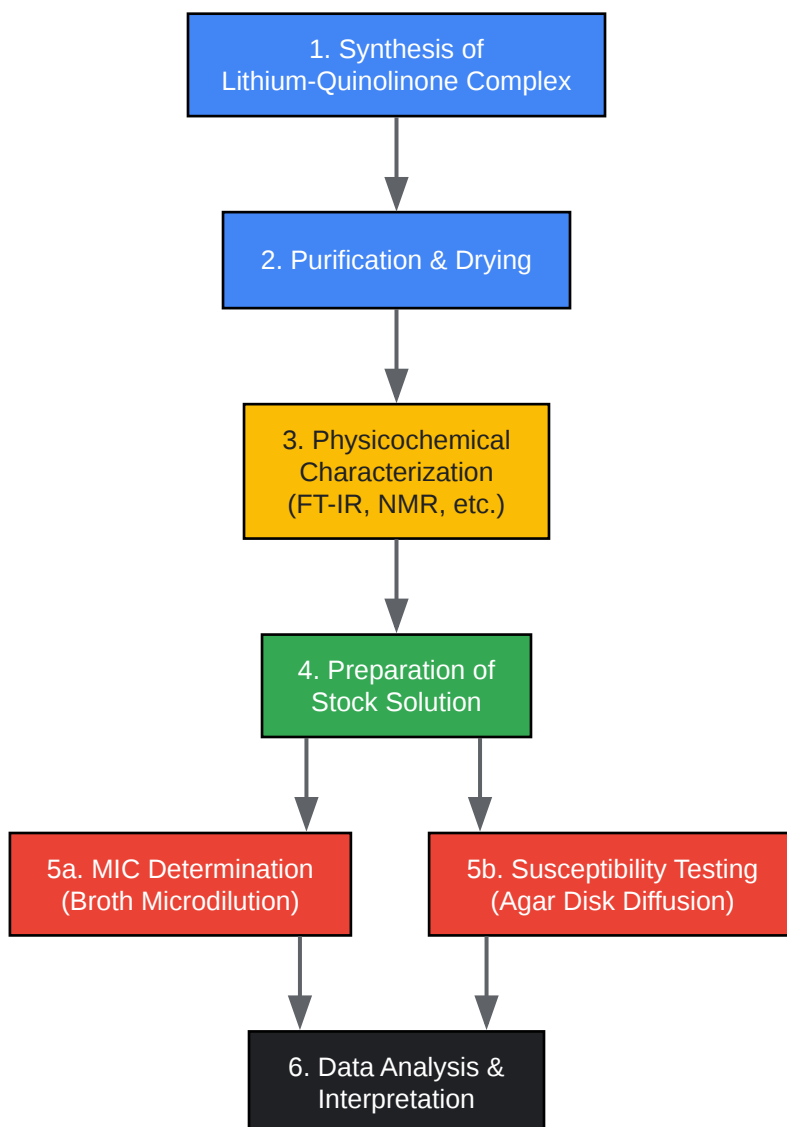 1. Synthesis of
Lithium-Quinolinone Complex
2. Purification & Drying
3. Physicochemical
Characterization
(FT-IR, NMR, etc.)
4. Preparation of
Stock Solution
5a. MIC Determination
(Broth Microdilution)
5b. Susceptibility Testing
(Agar Disk Diffusion)
6. Data Analysis &
Interpretation